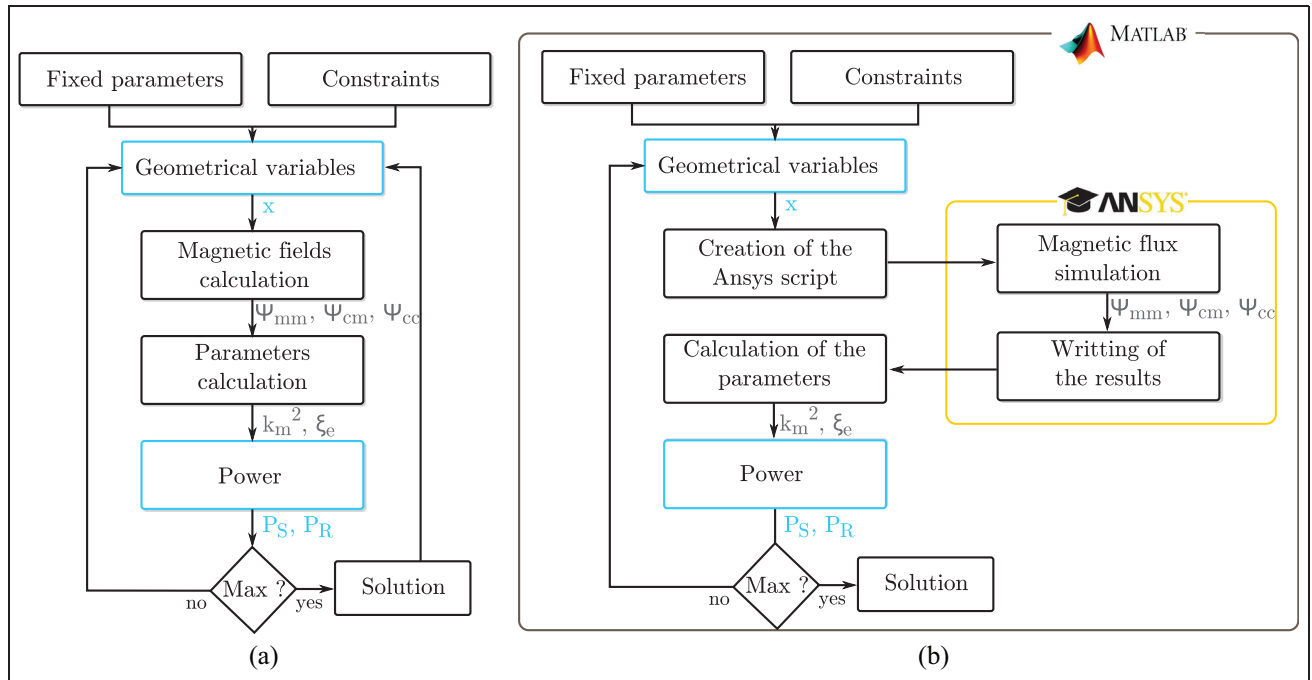 Fixed parameters
Constraints
Geometrical variables
x
Magnetic fields
calculation
Ψmm, Ψcm, Ψcc
Parameters
calculation
km², ξe
Power
PS, PR
Max ?
no
yes
Solution
(a)
MATLAB
Fixed parameters
Constraints
Geometrical variables
x
Creation of the
Ansys script
ANSYS
Magnetic flux
simulation
Ψmm, Ψcm, Ψcc
Writting of
the results
Calculation of the
parameters
km², ξe
Power
PS, PR
Max ?
no
yes
Solution
(b)